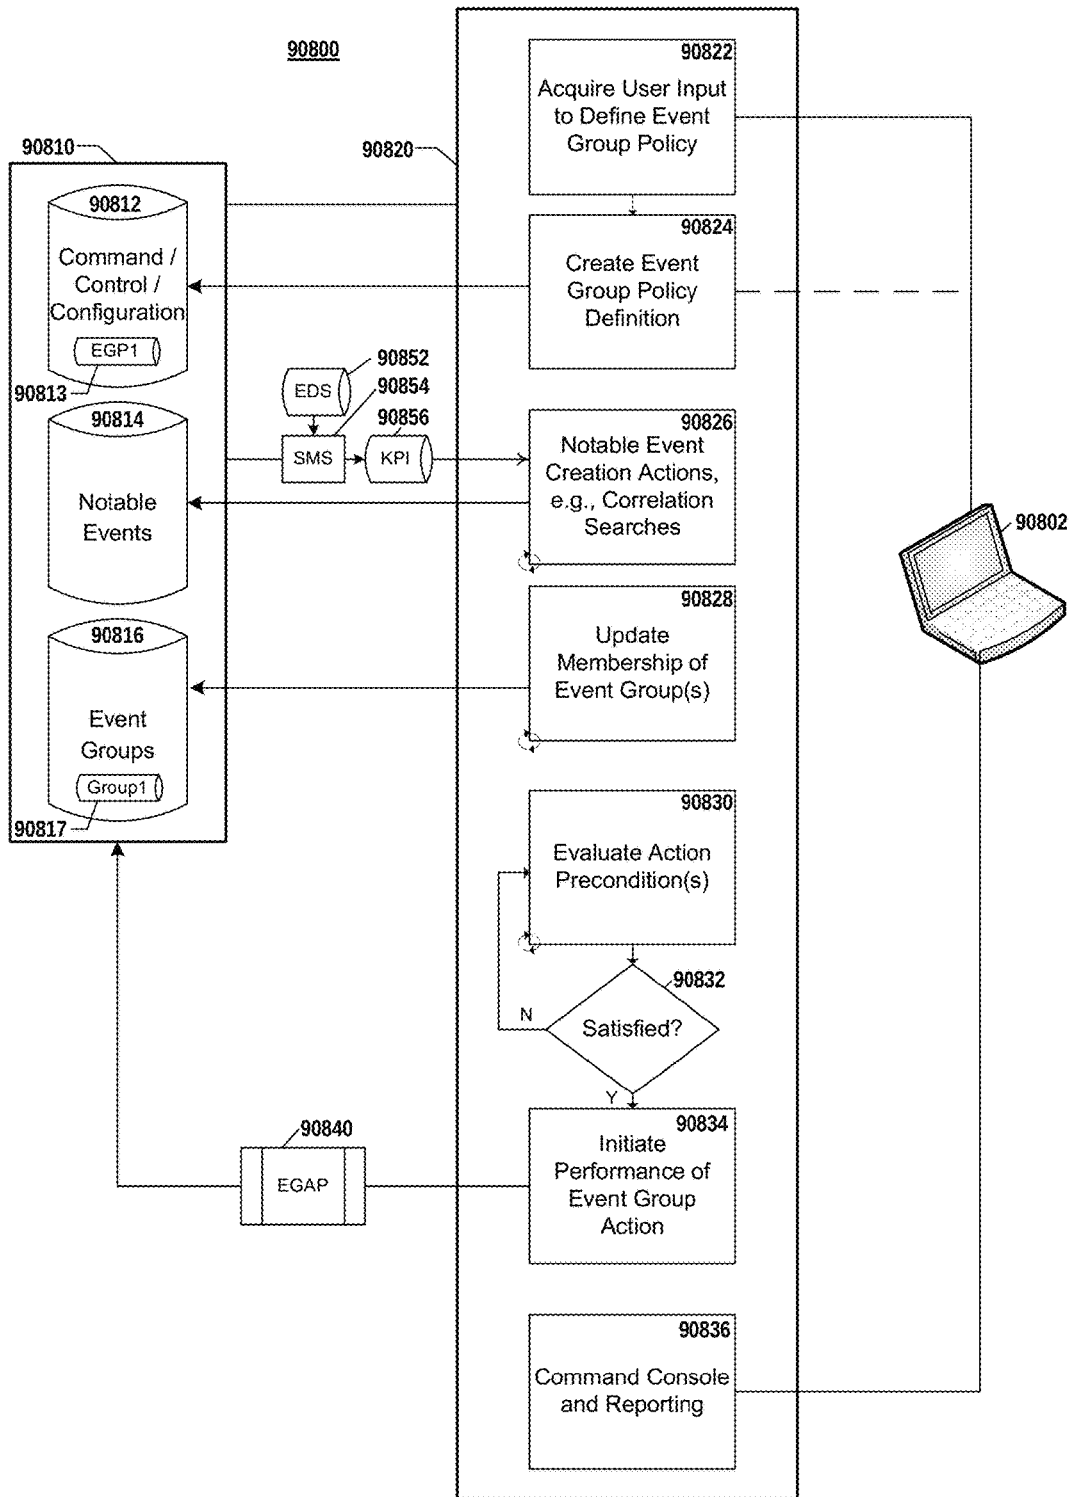 90800
90822
Acquire User Input
to Define Event
Group Policy
90810
90820
90812
Command /
Control /
Configuration
EGP1
90813
90824
Create Event
Group Policy
Definition
90852
EDS
90854
90856
SMS
KPI
90814
Notable
Events
90826
Notable Event
Creation Actions,
e.g., Correlation
Searches
90802
90816
Event
Groups
Group1
90817
90828
Update
Membership of
Event Group(s)
90830
Evaluate Action
Precondition(s)
90832
Satisfied?
N
Y
90840
EGAP
90834
Initiate
Performance of
Event Group
Action
90836
Command Console
and Reporting